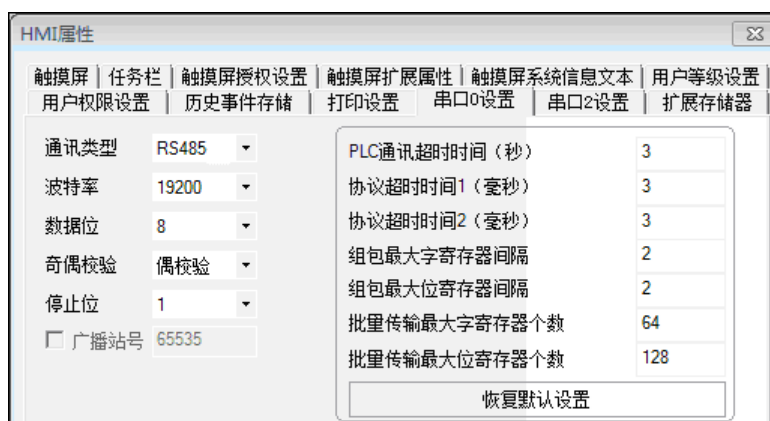 HMI属性
触摸屏 任务栏 触摸屏授权设置 触摸屏扩展属性 触摸屏系统信息文本 用户等级设置
用户权限设置 历史事件存储 打印设置 串口0设置 串口2设置 扩展存储器
通讯类型 RS485
波特率 19200
数据位 8
奇偶校验 偶校验
停止位 1
广播站号 65535
PLC通讯超时时间（秒） 3
协议超时时间1（毫秒） 3
协议超时时间2（毫秒） 3
组包最大字寄存器间隔 2
组包最大位寄存器间隔 2
批里传输最大字寄存器个数 64
批里传输最大位寄存器个数 128
恢复默认设置